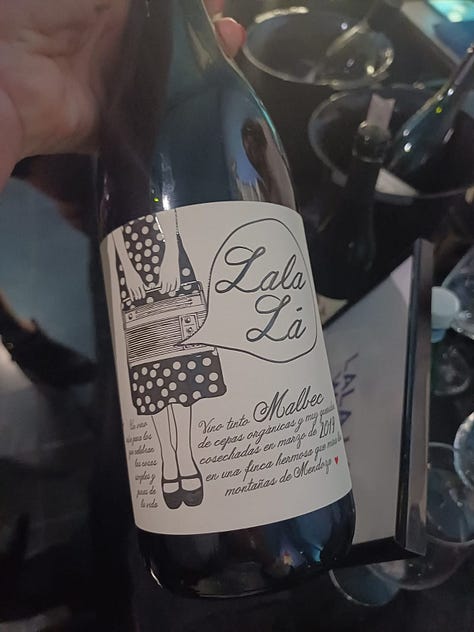 Lala
Lá
Vino tinto Malbec
de cepas orgánicas y muy
cosechadas en marzo de 2019
en una finca hermosa que mira
montañas de Mendoza
vino
para los
que celebran
las cosas
simples y
puras de
la vida
LALA